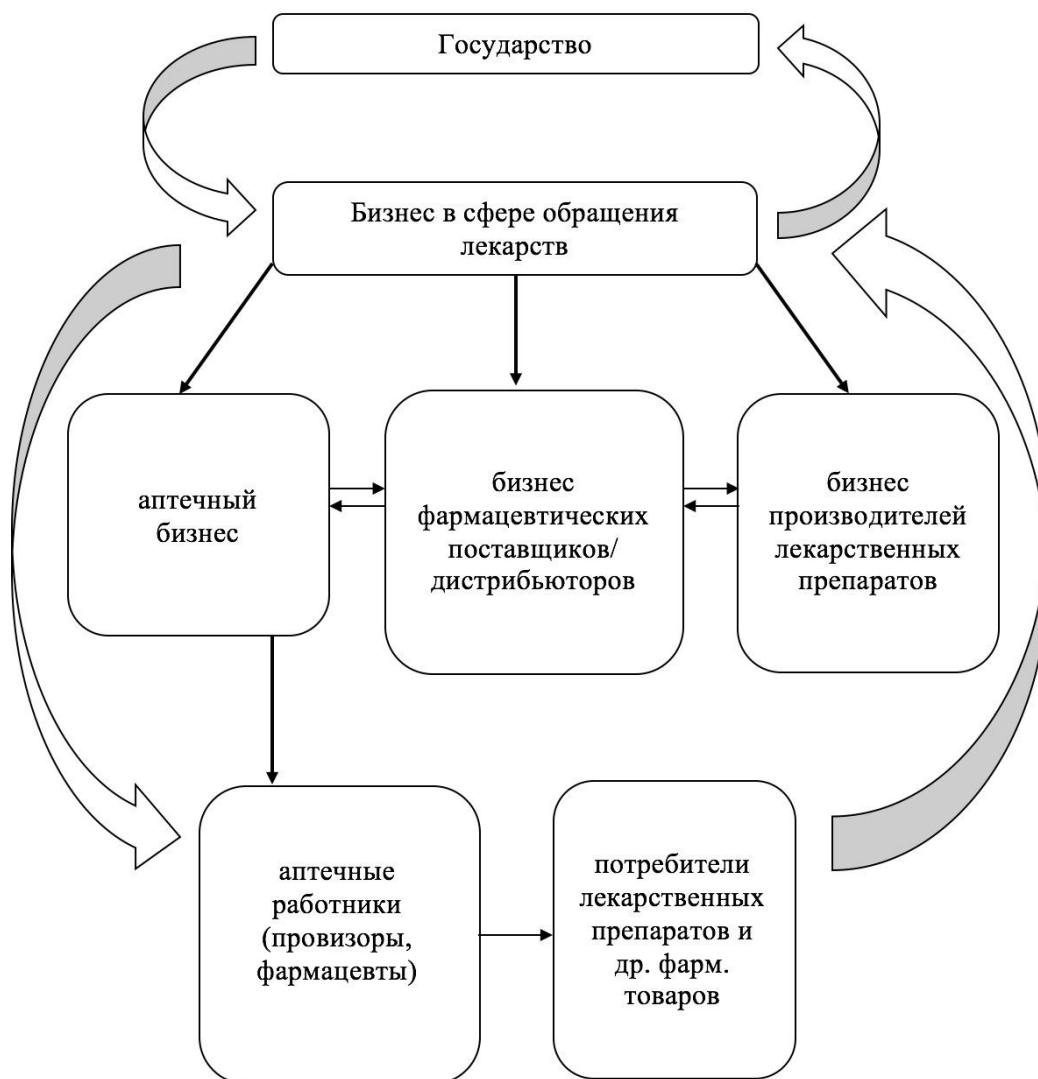 Государство
Бизнес в сфере обращения
лекарств
аптечный
бизнес
бизнес
фармацевтических
поставщиков/
дистрибьюторов
бизнес
производителей
лекарственных
препаратов
аптечные
работники
(провизоры,
фармацевты)
потребители
лекарственных
препаратов и
др. фарм.
товаров